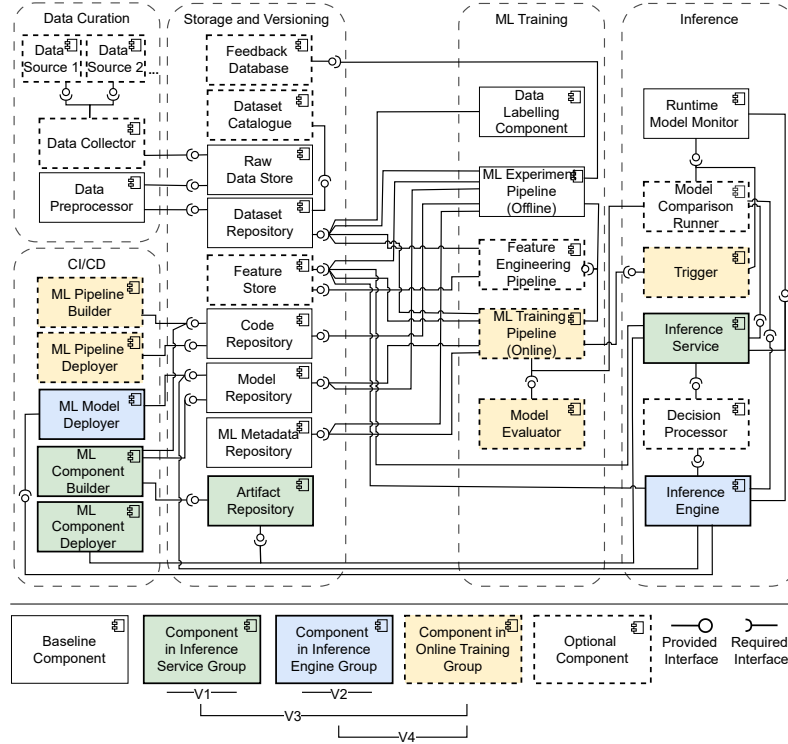 Data Curation
Data
Source 1
Data
Source 2
...
Data Collector
Data
Preprocessor
CI/CD
ML Pipeline
Builder
ML Pipeline
Deployer
ML Model
Deployer
ML
Component
Builder
ML
Component
Deployer
Storage and Versioning
Feedback
Database
Dataset
Catalogue
Raw
Data Store
Dataset
Repository
Feature
Store
Code
Repository
Model
Repository
ML Metadata
Repository
Artifact
Repository
ML Training
Data
Labelling
Component
ML Experiment
Pipeline
(Offline)
Feature
Engineering
Pipeline
ML Training
Pipeline
(Online)
Model
Evaluator
Inference
Runtime
Model Monitor
Model
Comparison
Runner
Trigger
Inference
Service
Decision
Processor
Inference
Engine
Baseline
Component
Component
in Inference
Service Group
Component
in Inference
Engine Group
Component in
Online Training
Group
Optional
Component
Provided
Interface
Required
Interface
V1
V2
V3
V4